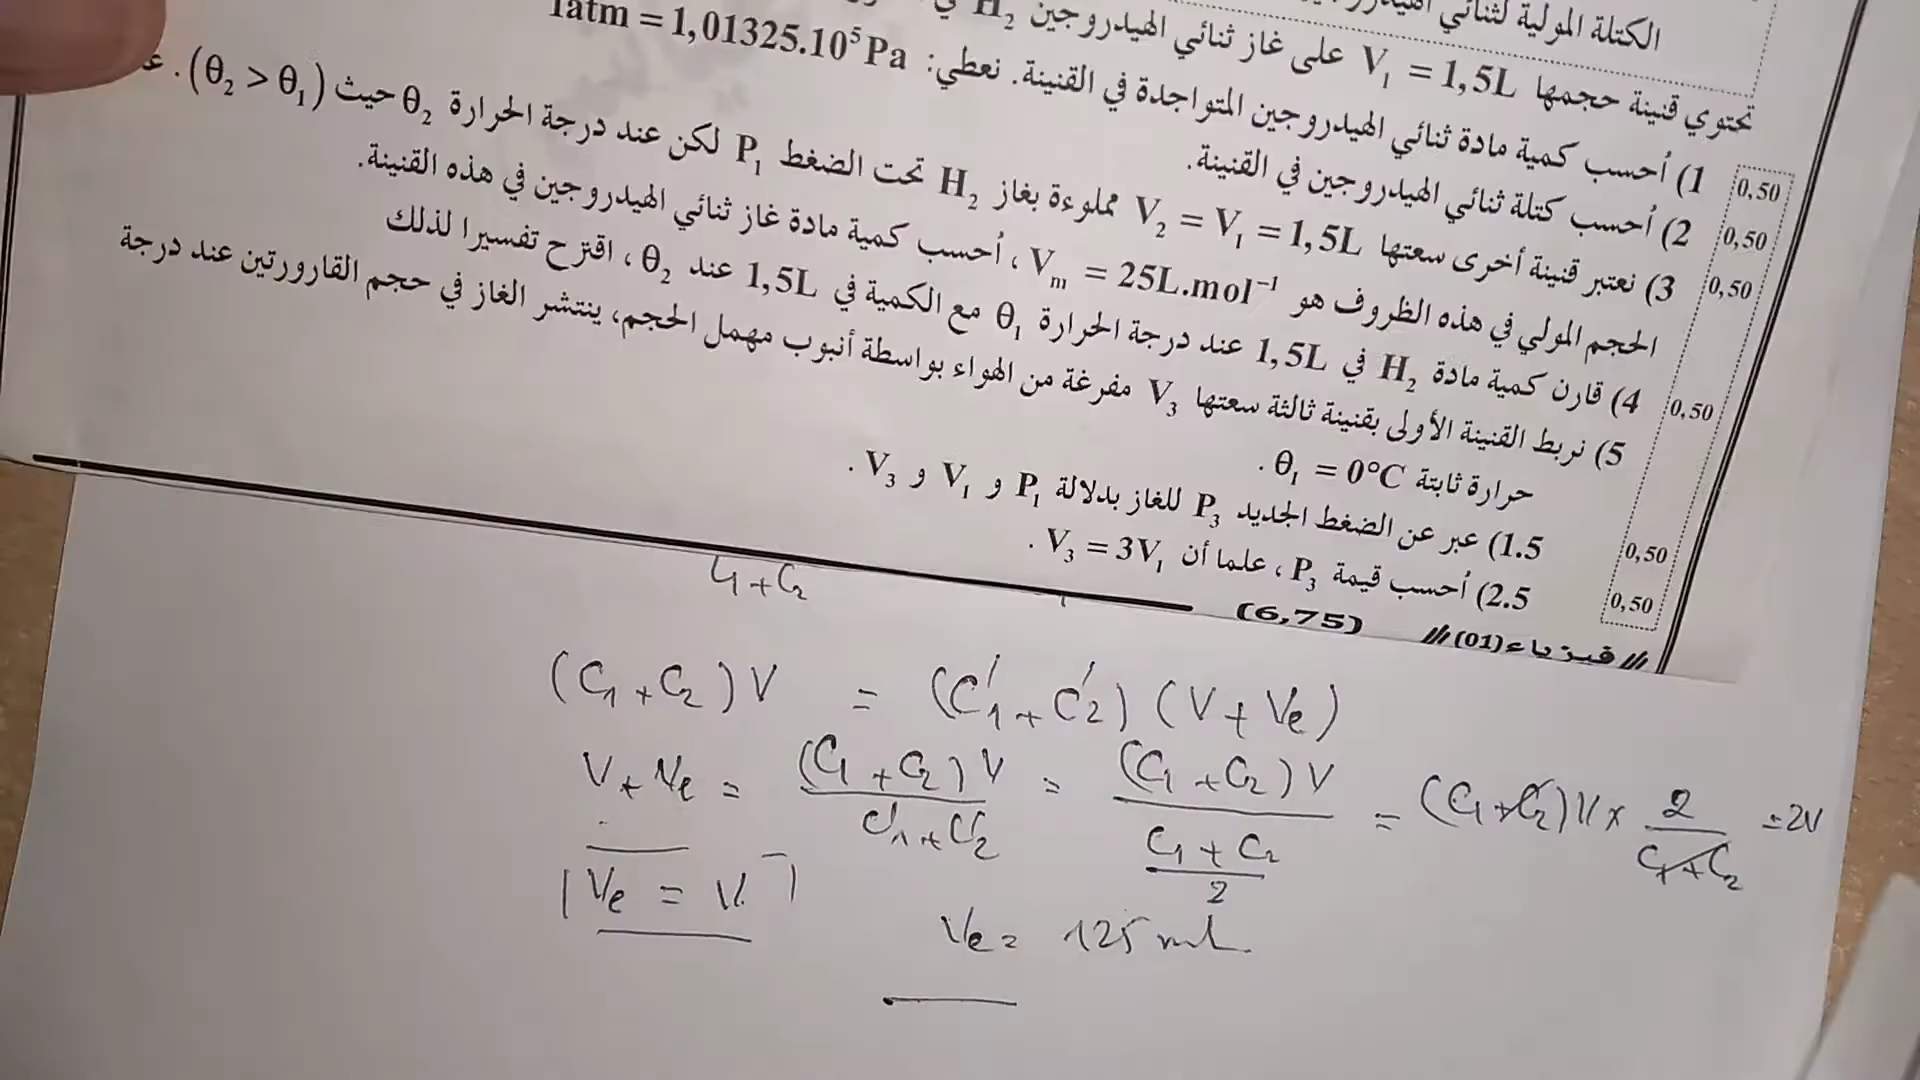 الكتلة المولية لثنائي
تحتوي قنينة حجمها V₁ = 1,5L على غاز ثنائي الهيدروجين H₂
1atm = 1,01325.10⁵ Pa
0,50 1) أحسب كمية مادة ثنائي الهيدروجين المتواجدة في القنينة. نعطي:
0,50 2) أحسب كتلة ثنائي الهيدروجين في القنينة.
0,50 3) نعتبر قنينة أخرى سعتها V₂ = V₁ = 1,5L مملوءة بغاز H₂ تحت الضغط P₁ لكن عند درجة الحرارة θ₂ حيث (θ₂ > θ₁).
الحجم المولي في هذه الظروف هو Vₘ = 25L.mol⁻¹ ، أحسب كمية مادة غاز ثنائي الهيدروجين في هذه القنينة.
0,50 4) قارن كمية مادة H₂ في 1,5L عند درجة الحرارة θ₁ مع الكمية في 1,5L عند θ₂ ، اقترح تفسيرا لذلك
5) نربط القنينة الأولى بقنينة ثالثة سعتها V₃ مفرغة من الهواء بواسطة أنبوب مهمل الحجم، ينتشر الغاز في حجم القارورتين عند درجة
حرارة ثابتة θ₁ = 0°C .
0,50 1.5) عبر عن الضغط الجديد P₃ للغاز بدلالة P₁ و V₁ و V₃ .
0,50 2.5) أحسب قيمة P₃ ، علما أن V₃ = 3V₁ .
// فيزياء(01) // (6,75)
C₁ + C₂
(C₁ + C₂) V = (C'₁ + C'₂) (V + Ve)
V + Ve = (C₁ + C₂) V / C'₁ + C'₂ = (C₁ + C₂) V / (C₁ + C₂ / 2) = (C₁ + C₂) V × 2 / C₁ + C₂ = 2V
Ve = V
Ve = 125 mL